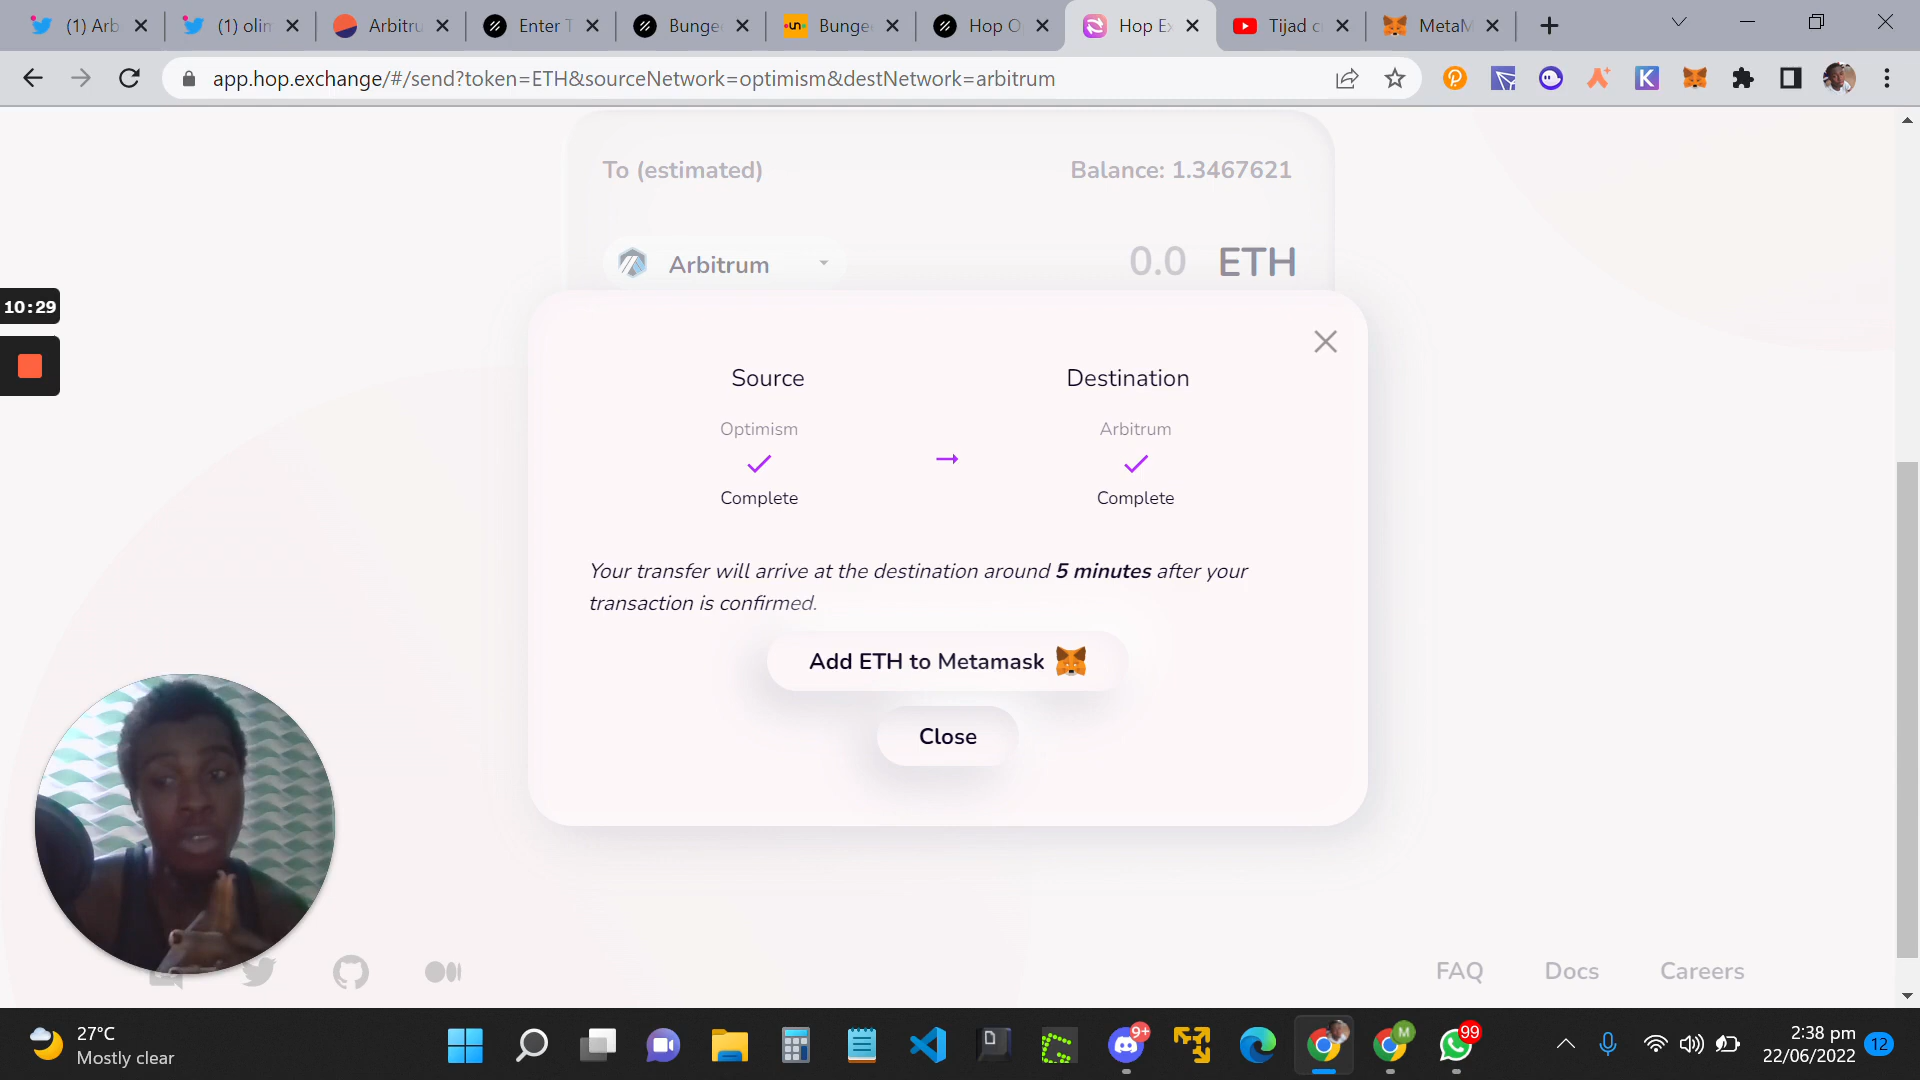 (1) Arb
(1) olim
Arbitru
Enter T
Bunge
Bunge
Hop O
Hop Ex
Tijad c
MetaM
app.hop.exchange/#/send?token=ETH&sourceNetwork=optimism&destNetwork=arbitrum
To (estimated)
Balance: 1.3467621
Arbitrum
0.0 ETH
10:29
Source
Destination
Optimism
Arbitrum
Complete
Complete
Your transfer will arrive at the destination around 5 minutes after your
transaction is confirmed.
Add ETH to Metamask
Close
FAQ
Docs
Careers
27°C
Mostly clear
9+
M
99
2:38 pm
22/06/2022
12